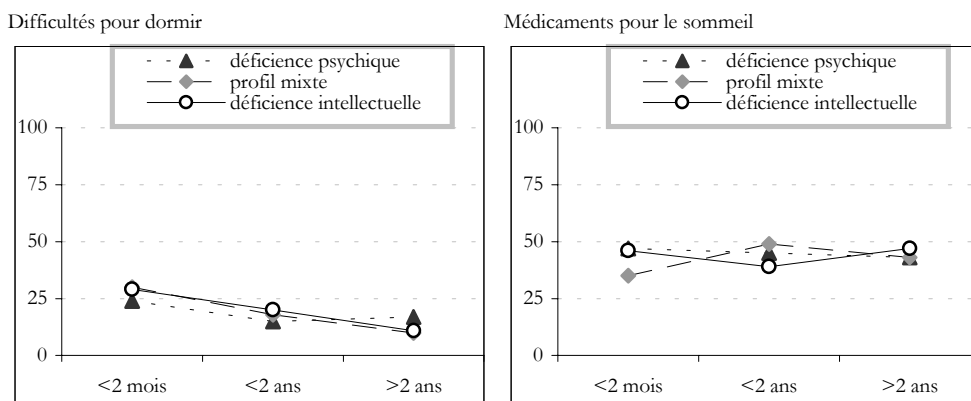 Difficultés pour dormir
déficience psychique
profil mixte
déficience intellectuelle
100
75
50
25
0
<2 mois
<2 ans
>2 ans
Médicaments pour le sommeil
déficience psychique
profil mixte
déficience intellectuelle
100
75
50
25
0
<2 mois
<2 ans
>2 ans